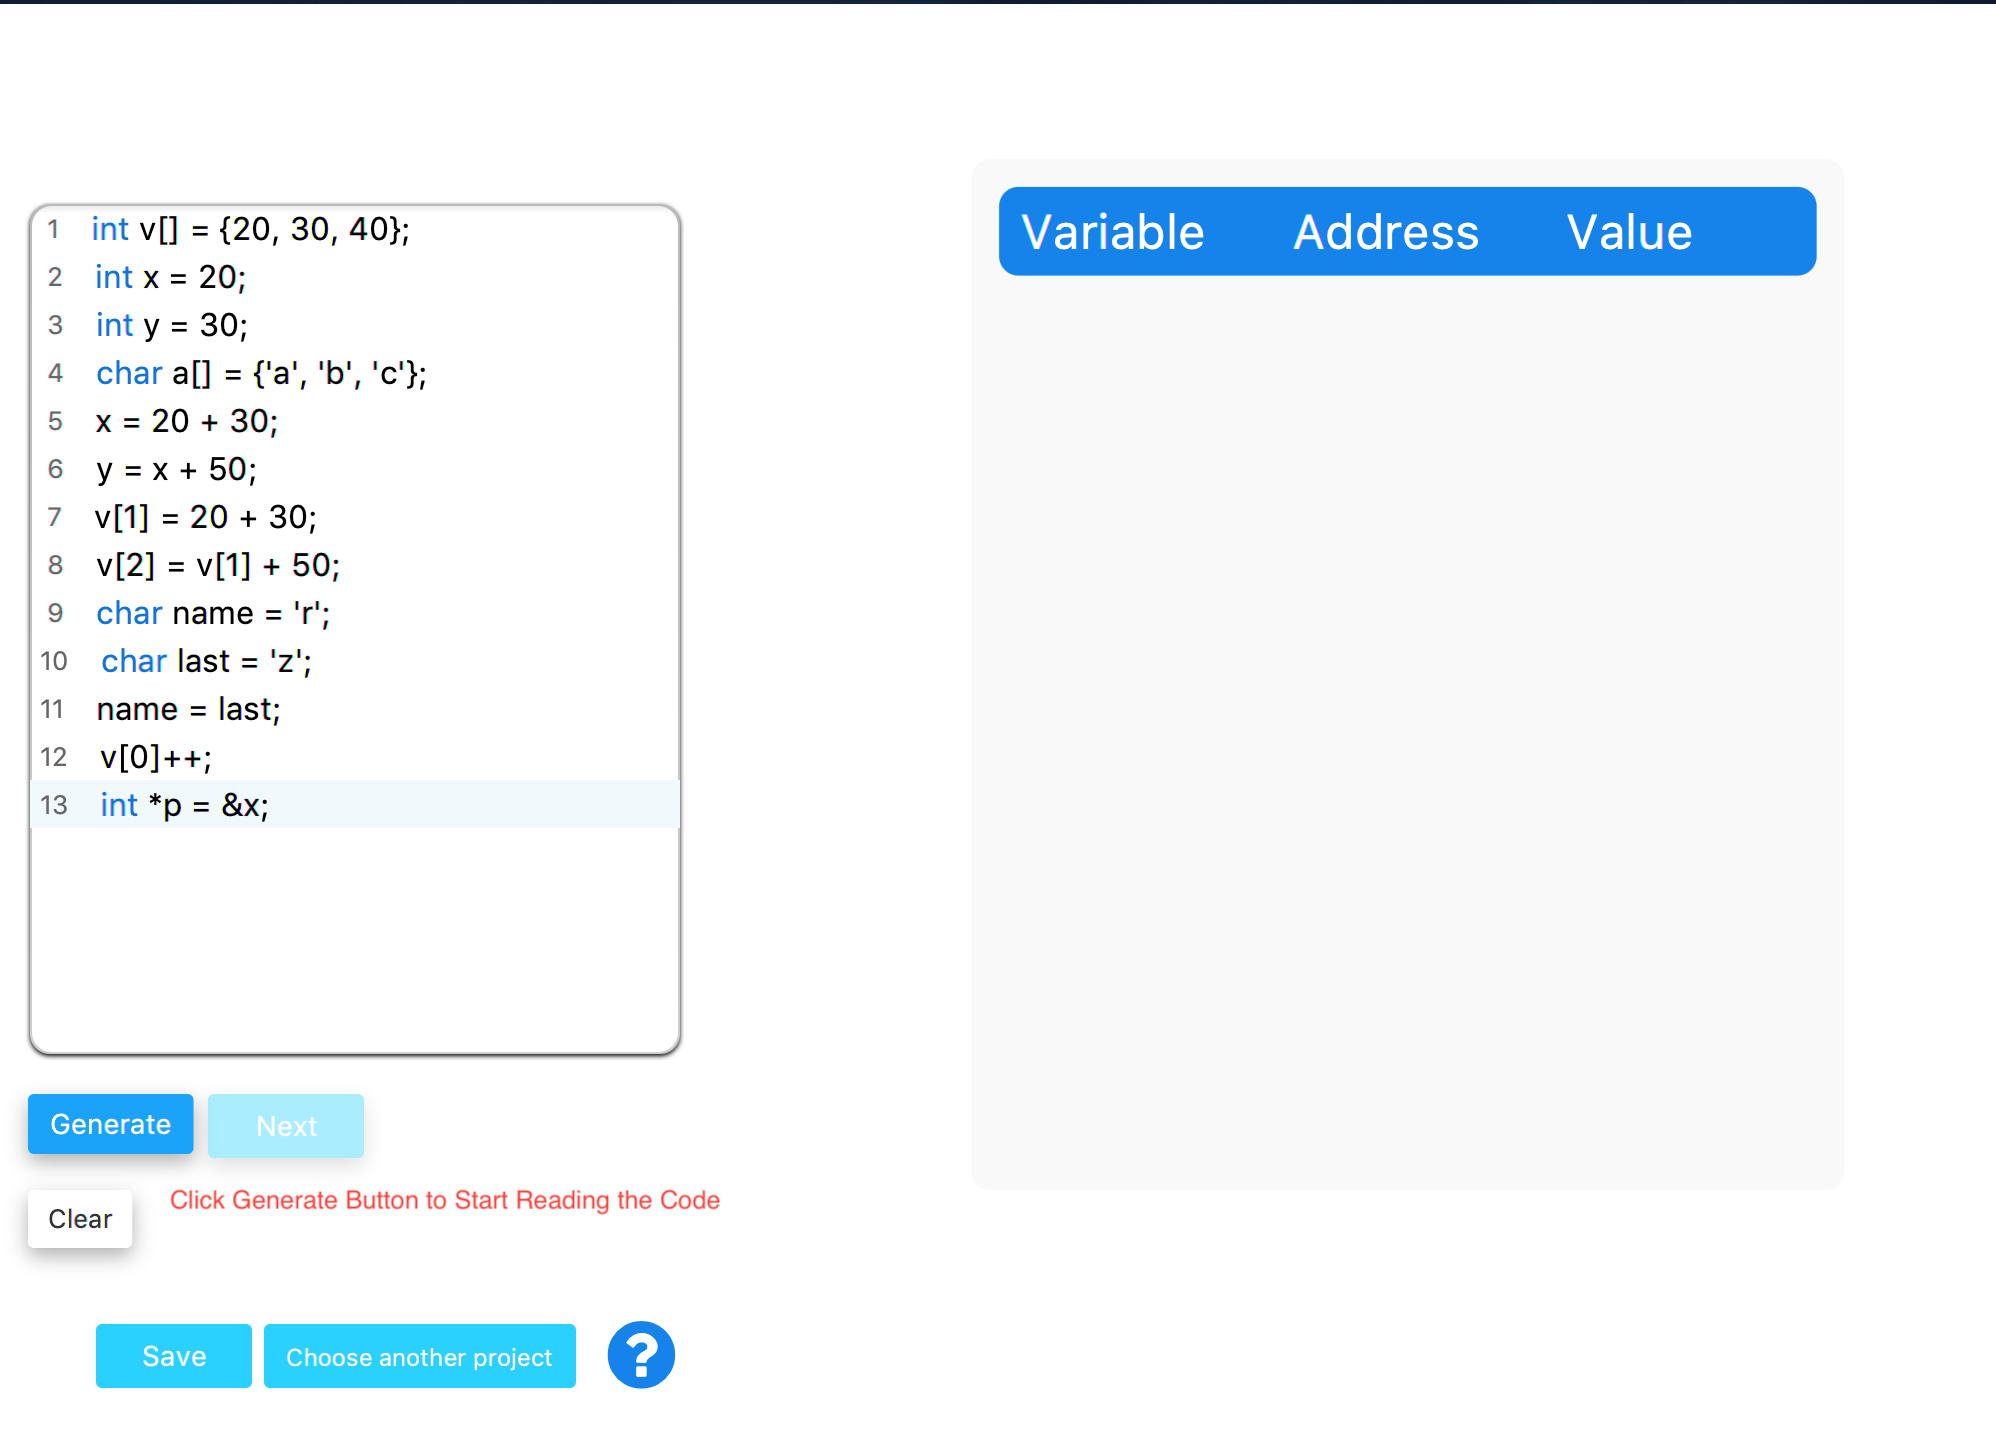 1 int v[] = {20, 30, 40};
2 int x = 20;
3 int y = 30;
4 char a[] = {'a', 'b', 'c'};
5 x = 20 + 30;
6 y = x + 50;
7 v[1] = 20 + 30;
8 v[2] = v[1] + 50;
9 char name = 'r';
10 char last = 'z';
11 name = last;
12 v[0]++;
13 int *p = &x;
Generate Next
Clear Click Generate Button to Start Reading the Code
Save Choose another project ?
Variable Address Value